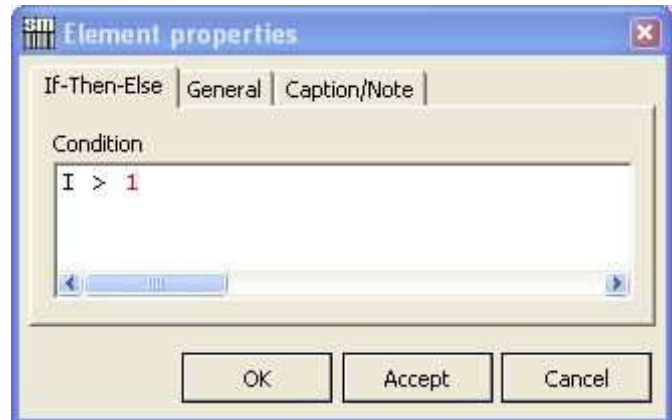 Element properties
If-Then-Else General Caption/Note
Condition
I > 1
OK Accept Cancel